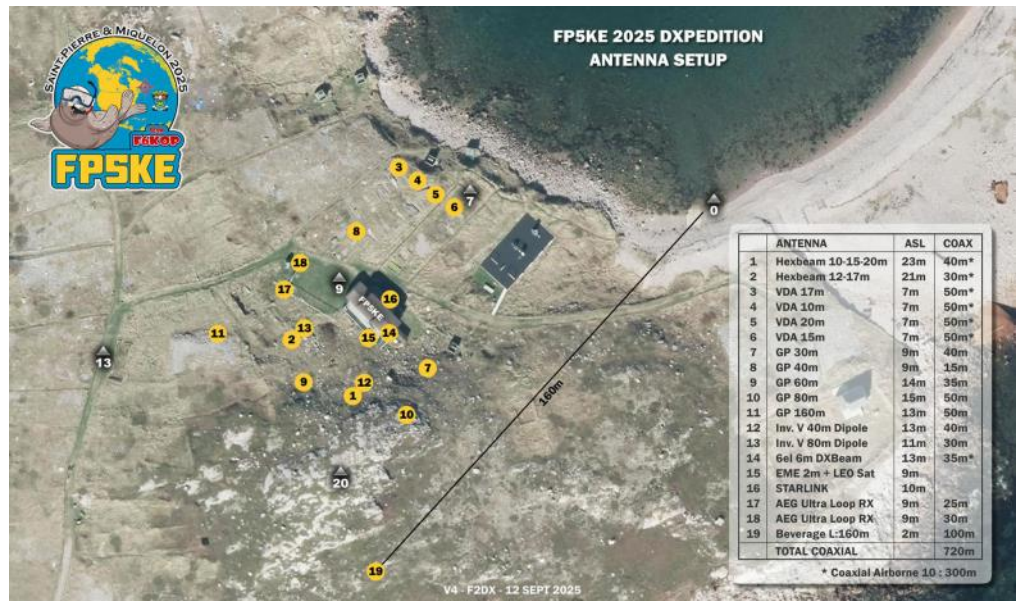 SAINT-PIERRE & MIQUELON 2025
F6KOP
FP5KE
FP5KE 2025 DXPEDITION
ANTENNA SETUP
3
4
5
6
7
0
8
18
9
17
16
FP5KE
11
13
2
15
14
13
7
9
12
1
10
160m
20
19
ANTENNA ASL COAX
1 Hexbeam 10-15-20m 23m 40m*
2 Hexbeam 12-17m 21m 30m*
3 VDA 17m 7m 50m*
4 VDA 10m 7m 50m*
5 VDA 20m 7m 50m*
6 VDA 15m 7m 50m*
7 GP 30m 9m 40m
8 GP 40m 9m 15m
9 GP 60m 14m 35m
10 GP 80m 15m 50m
11 GP 160m 13m 50m
12 Inv. V 40m Dipole 13m 40m
13 Inv. V 80m Dipole 11m 30m
14 6el 6m DXBeam 13m 35m*
15 EME 2m + LEO Sat 9m
16 STARLINK 10m
17 AEG Ultra Loop RX 9m 25m
18 AEG Ultra Loop RX 9m 30m
19 Beverage L:160m 2m 100m
TOTAL COAXIAL 720m
* Coaxial Airborne 10 : 300m
V4 - F2DX - 12 SEPT 2025